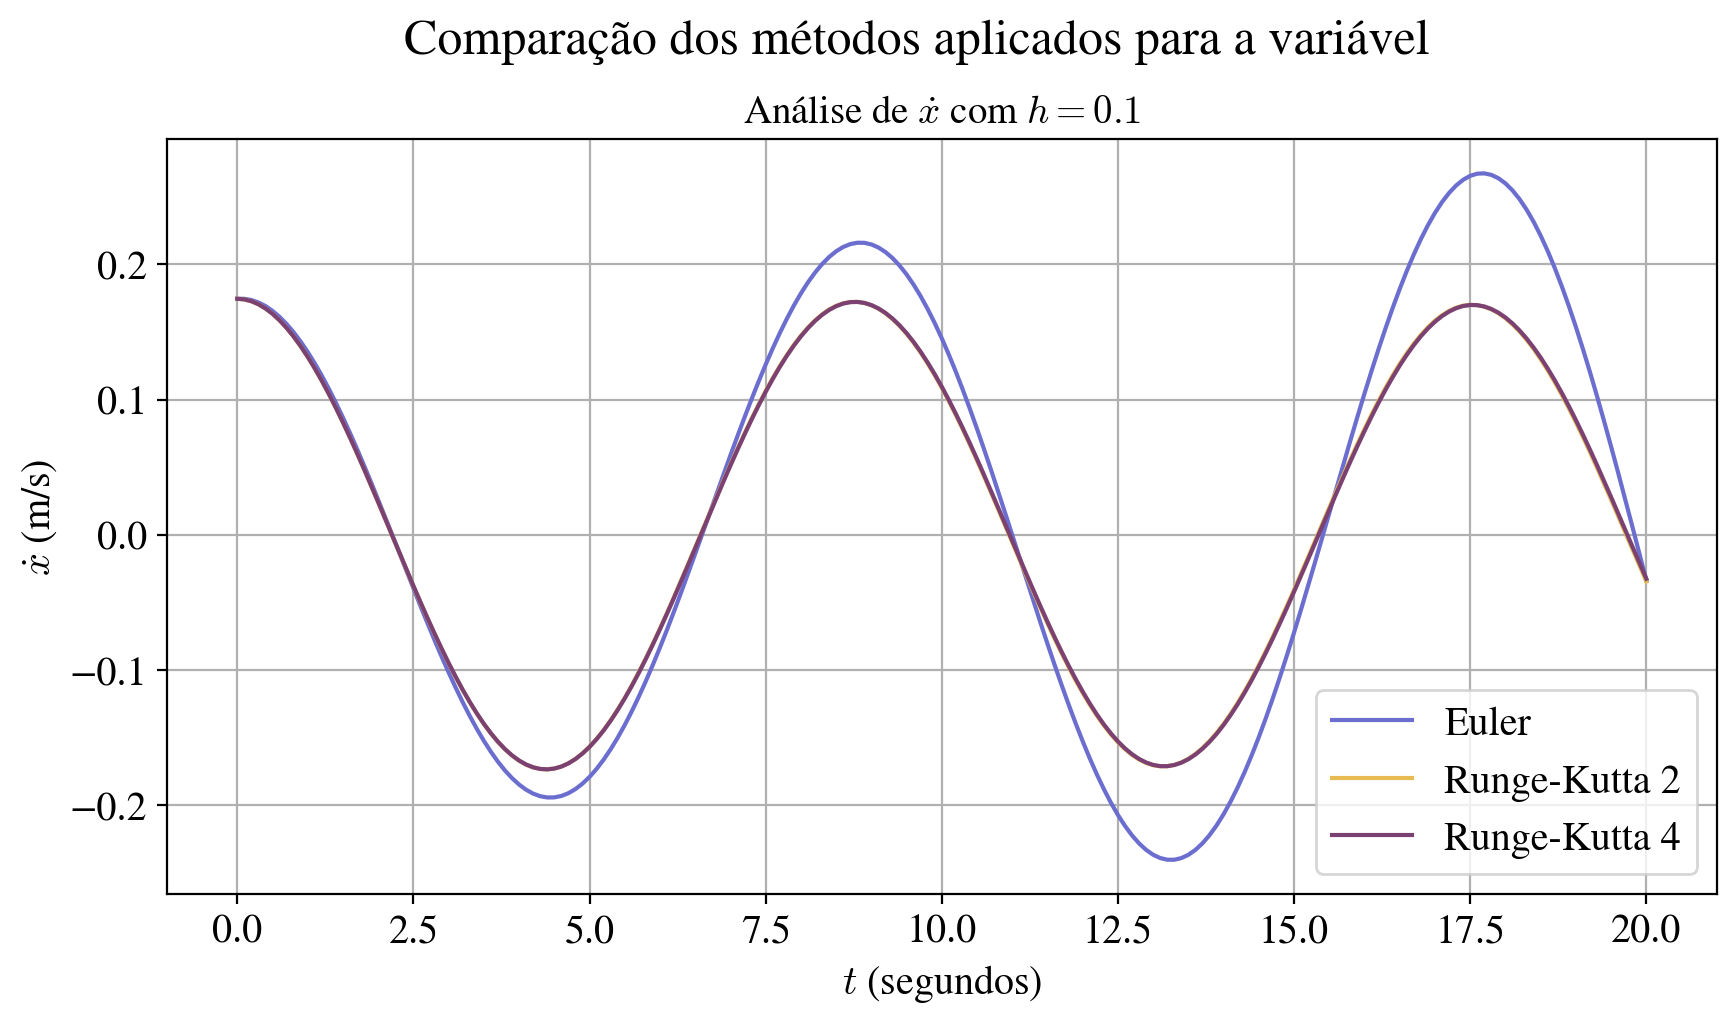 Comparação dos métodos aplicados para a variável
Análise de ẋ com h = 0.1
ẋ (m/s)
0.2
0.1
0.0
−0.1
−0.2
Euler
Runge-Kutta 2
Runge-Kutta 4
0.0 2.5 5.0 7.5 10.0 12.5 15.0 17.5 20.0
t (segundos)